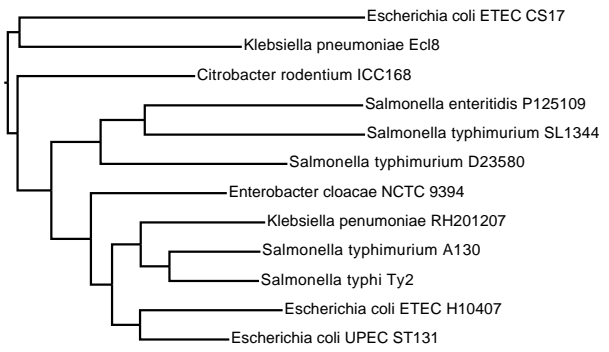 Escherichia coli ETEC CS17
Klebsiella pneumoniae Ecl8
Citrobacter rodentium ICC168
Salmonella enteritidis P125109
Salmonella typhimurium SL1344
Salmonella typhimurium D23580
Enterobacter cloacae NCTC 9394
Klebsiella penumoniae RH201207
Salmonella typhimurium A130
Salmonella typhi Ty2
Escherichia coli ETEC H10407
Escherichia coli UPEC ST131